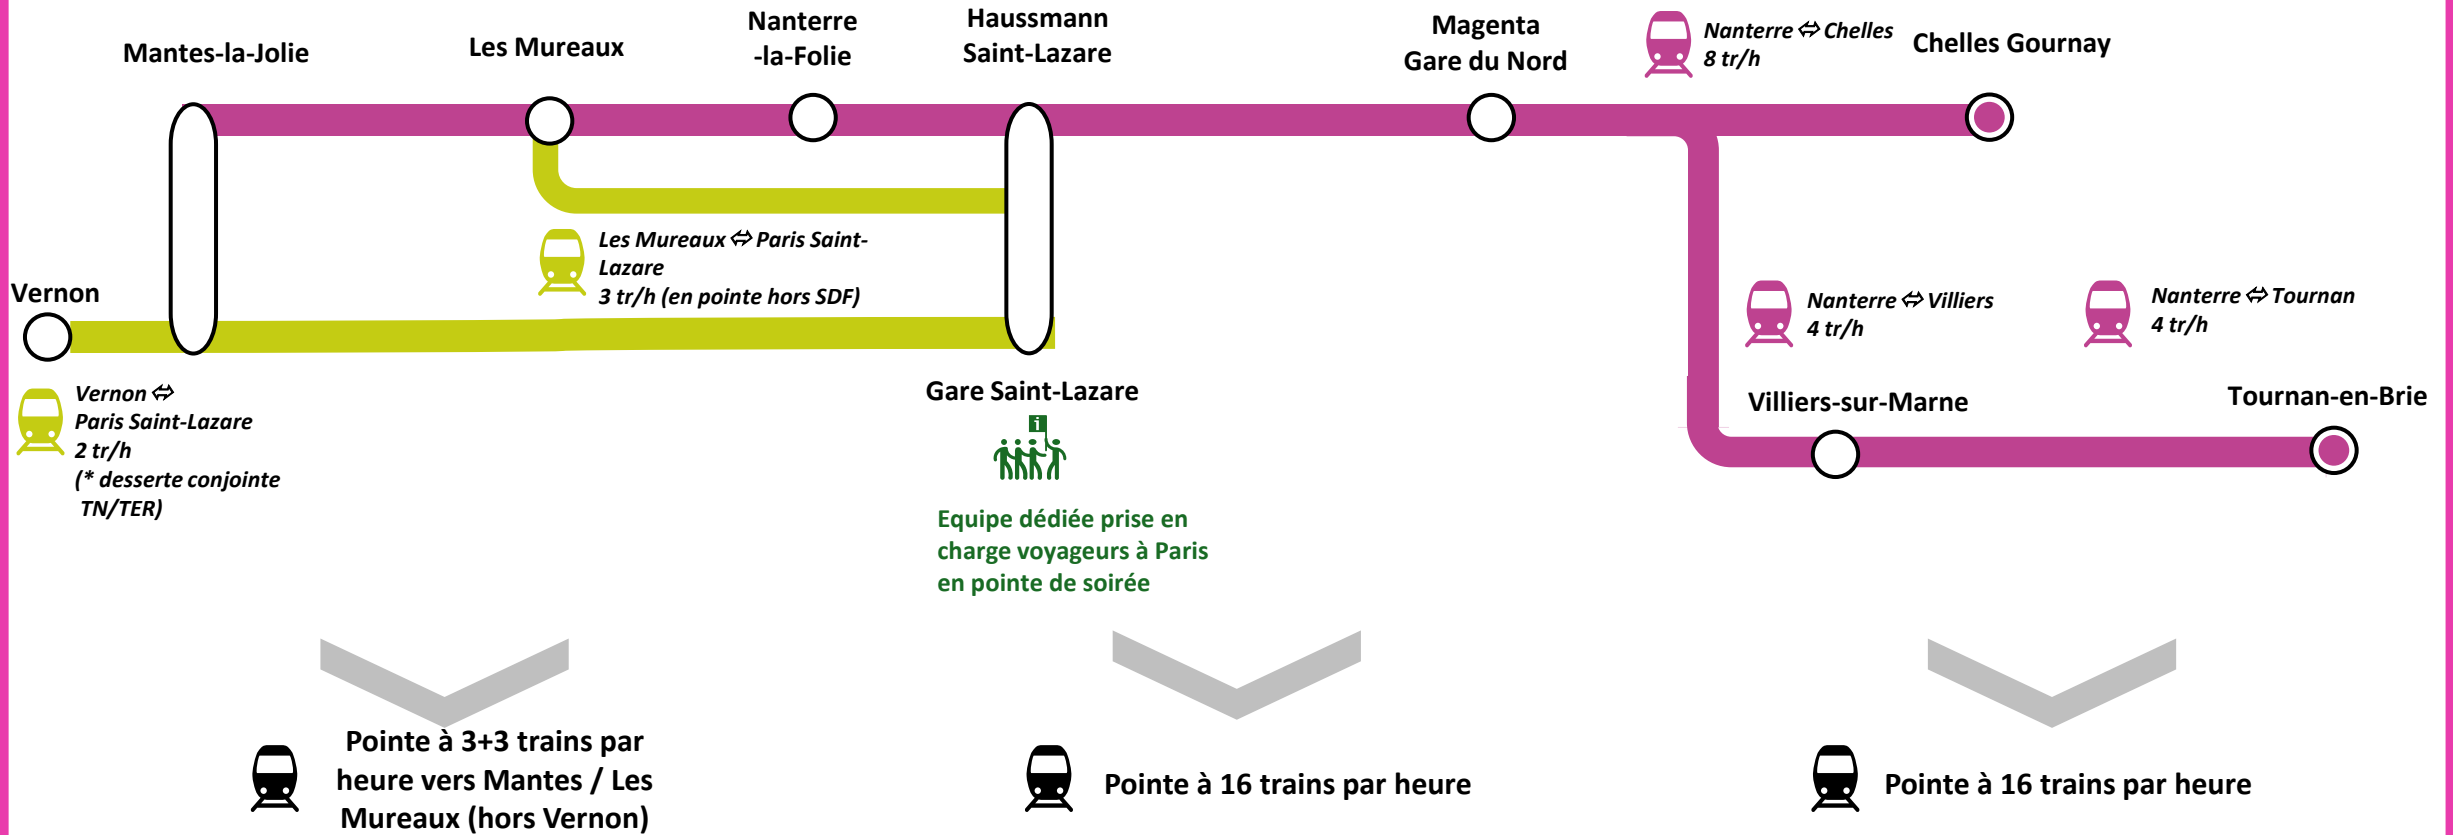 Mantes-la-Jolie
Les Mureaux
Nanterre
-la-Folie
Haussmann
Saint-Lazare
Magenta
Gare du Nord
Nanterre ⇔ Chelles
8 tr/h
Chelles Gournay
Les Mureaux ⇔ Paris Saint-
Lazare
3 tr/h (en pointe hors SDF)
Vernon
Nanterre ⇔ Villiers
4 tr/h
Nanterre ⇔ Tournan
4 tr/h
Vernon ⇔
Paris Saint-Lazare
2 tr/h
(* desserte conjointe
TN/TER)
Gare Saint-Lazare
i
Equipe dédiée prise en
charge voyageurs à Paris
en pointe de soirée
Villiers-sur-Marne
Tournan-en-Brie
Pointe à 3+3 trains par
heure vers Mantes / Les
Mureaux (hors Vernon)
Pointe à 16 trains par heure
Pointe à 16 trains par heure